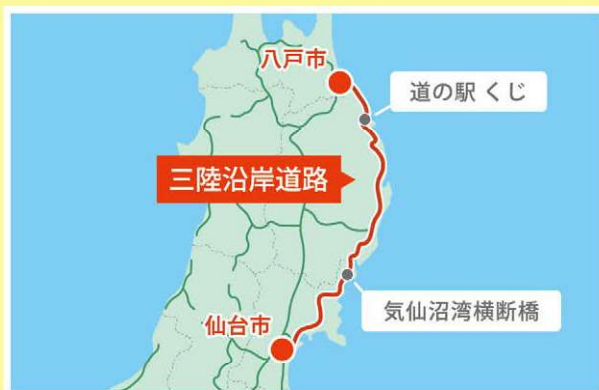 八戸市
道の駅 くじ
三陸沿岸道路
気仙沼湾横断橋
仙台市